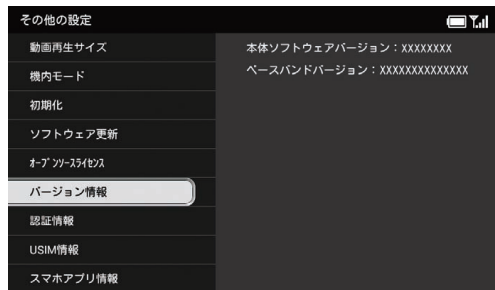 その他の設定
動画再生サイズ
機内モード
初期化
ソフトウェア更新
ｵｰﾌﾟﾝｿｰｽﾗｲｾﾝｽ
バージョン情報
認証情報
USIM情報
スマホアプリ情報
本体ソフトウェアバージョン：XXXXXXXX
ベースバンドバージョン：XXXXXXXXXXXXXX